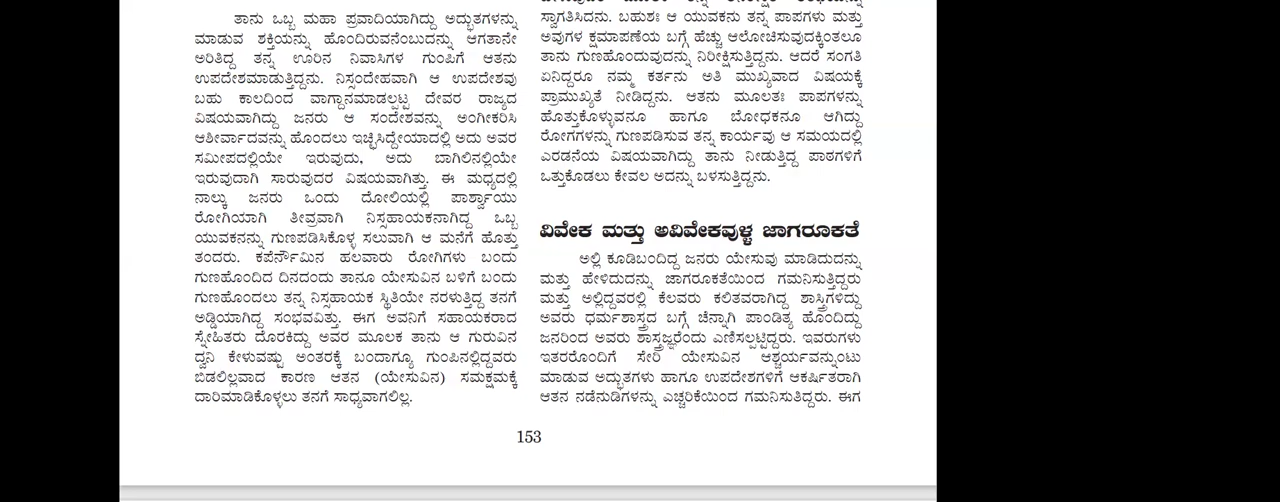 ತಾನು ಒಬ್ಬ ಮಹಾ ಪ್ರವಾದಿಯಾಗಿದ್ದು ಅದ್ಭುತಗಳನ್ನು
ಮಾಡುವ ಶಕ್ತಿಯನ್ನು ಹೊಂದಿರುವನೆಂಬುದನ್ನು ಆಗತಾನೇ
ಅರಿತಿದ್ದ ತನ್ನ ಊರಿನ ನಿವಾಸಿಗಳ ಗುಂಪಿಗೆ ಆತನು
ಉಪದೇಶಮಾಡುತ್ತಿದ್ದನು. ನಿಸ್ಸಂದೇಹವಾಗಿ ಆ ಉಪದೇಶವು
ಬಹು ಕಾಲದಿಂದ ವಾಗ್ದಾನಮಾಡಲ್ಪಟ್ಟ ದೇವರ ರಾಜ್ಯದ
ವಿಷಯವಾಗಿದ್ದು ಜನರು ಆ ಸಂದೇಶವನ್ನು ಅಂಗೀಕರಿಸಿ
ಆಶೀರ್ವಾದವನ್ನು ಹೊಂದಲು ಇಚ್ಛಿಸಿದ್ದೇಯಾದಲ್ಲಿ ಅದು ಅವರ
ಸಮೀಪದಲ್ಲಿಯೇ ಇರುವುದು, ಅದು ಬಾಗಿಲಿನಲ್ಲಿಯೇ
ಇರುವುದಾಗಿ ಸಾರುವುದರ ವಿಷಯವಾಗಿತ್ತು. ಈ ಮಧ್ಯದಲ್ಲಿ
ನಾಲ್ಕು ಜನರು ಒಂದು ದೋಲಿಯಲ್ಲಿ ಪಾರ್ಶ್ವವಾಯು
ರೋಗಿಯಾಗಿ ತೀವ್ರವಾಗಿ ನಿಸ್ಸಹಾಯಕನಾಗಿದ್ದ ಒಬ್ಬ
ಯುವಕನನ್ನು ಗುಣಪಡಿಸಿಕೊಳ್ಳ ಸಲುವಾಗಿ ಆ ಮನೆಗೆ ಹೊತ್ತು
ತಂದರು. ಕಪೆರ್ನೌಮಿನ ಹಲವಾರು ರೋಗಿಗಳು ಬಂದು
ಗುಣಹೊಂದಿದ ದಿನದಂದು ತಾನೂ ಯೇಸುವಿನ ಬಳಿಗೆ ಬಂದು
ಗುಣಹೊಂದಲು ತನ್ನ ನಿಸ್ಸಹಾಯಕ ಸ್ಥಿತಿಯೇ ನರಳುತ್ತಿದ್ದ ತನಗೆ
ಅಡ್ಡಿಯಾಗಿದ್ದ ಸಂಭವವಿತ್ತು. ಈಗ ಅವನಿಗೆ ಸಹಾಯಕರಾದ
ಸ್ನೇಹಿತರು ದೊರಕಿದ್ದು ಅವರ ಮೂಲಕ ತಾನು ಆ ಗುರುವಿನ
ದ್ವನಿ ಕೇಳುವಷ್ಟು ಅಂತರಕ್ಕೆ ಬಂದಾಗ್ಯೂ ಗುಂಪಿನಲ್ಲಿದ್ದವರು
ಬಿಡಲಿಲ್ಲವಾದ ಕಾರಣ ಆತನ (ಯೇಸುವಿನ) ಸಮಕ್ಷಮಕ್ಕೆ
ದಾರಿಮಾಡಿಕೊಳ್ಳಲು ತನಗೆ ಸಾಧ್ಯವಾಗಲಿಲ್ಲ.
ಸ್ವಾಗತಿಸಿದನು. ಬಹುಶಃ ಆ ಯುವಕನು ತನ್ನ ಪಾಪಗಳು ಮತ್ತು
ಅವುಗಳ ಕ್ಷಮಾಪಣೆಯ ಬಗ್ಗೆ ಹೆಚ್ಚು ಆಲೋಚಿಸುವುದಕ್ಕಿಂತಲೂ
ತಾನು ಗುಣಹೊಂದುವುದನ್ನು ನಿರೀಕ್ಷಿಸುತ್ತಿದ್ದನು. ಆದರೆ ಸಂಗತಿ
ಏನಿದ್ದರೂ ನಮ್ಮ ಕರ್ತನು ಅತಿ ಮುಖ್ಯವಾದ ವಿಷಯಕ್ಕೆ
ಪ್ರಾಮುಖ್ಯತೆ ನೀಡಿದ್ದನು. ಆತನು ಮೂಲತಃ ಪಾಪಗಳನ್ನು
ಹೊತ್ತುಕೊಳ್ಳುವನೂ ಹಾಗೂ ಬೋಧಕನೂ ಆಗಿದ್ದು
ರೋಗಗಳನ್ನು ಗುಣಪಡಿಸುವ ತನ್ನ ಕಾರ್ಯವು ಆ ಸಮಯದಲ್ಲಿ
ಎರಡನೆಯ ವಿಷಯವಾಗಿದ್ದು ತಾನು ನೀಡುತ್ತಿದ್ದ ಪಾಠಗಳಿಗೆ
ಒತ್ತುಕೊಡಲು ಕೇವಲ ಅದನ್ನು ಬಳಸುತ್ತಿದ್ದನು.
ವಿವೇಕ ಮತ್ತು ಅವಿವೇಕವುಳ್ಳ ಜಾಗರೂಕತೆ
ಅಲ್ಲಿ ಕೂಡಿಬಂದಿದ್ದ ಜನರು ಯೇಸುವು ಮಾಡಿದುದನ್ನು
ಮತ್ತು ಹೇಳಿದುದನ್ನು ಜಾಗರೂಕತೆಯಿಂದ ಗಮನಿಸುತ್ತಿದ್ದರು
ಮತ್ತು ಅಲ್ಲಿದ್ದವರಲ್ಲಿ ಕೆಲವರು ಕಲಿತವರಾಗಿದ್ದ ಶಾಸ್ತ್ರಿಗಳಿದ್ದು
ಅವರು ಧರ್ಮಶಾಸ್ತ್ರದ ಬಗ್ಗೆ ಚೆನ್ನಾಗಿ ಪಾಂಡಿತ್ಯ ಹೊಂದಿದ್ದು
ಜನರಿಂದ ಅವರು ಶಾಸ್ತ್ರಜ್ಞರೆಂದು ಎಣಿಸಲ್ಪಟ್ಟಿದ್ದರು. ಇವರುಗಳು
ಇತರರೊಂದಿಗೆ ಸೇರಿ ಯೇಸುವಿನ ಆಶ್ಚರ್ಯವನ್ನುಂಟು
ಮಾಡುವ ಅದ್ಭುತಗಳು ಹಾಗೂ ಉಪದೇಶಗಳಿಗೆ ಆಕರ್ಷಿತರಾಗಿ
ಆತನ ನಡೆನುಡಿಗಳನ್ನು ಎಚ್ಚರಿಕೆಯಿಂದ ಗಮನಿಸುತಿದ್ದರು. ಈಗ
153